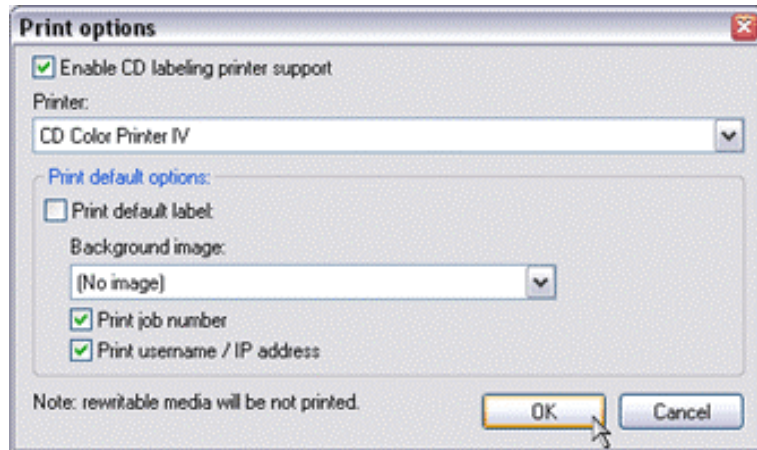 Print options
Enable CD labeling printer support
Printer:
CD Color Printer IV
Print default options:
Print default label:
Background image:
(No image)
Print job number
Print username / IP address
Note: rewritable media will be not printed.
OK
Cancel